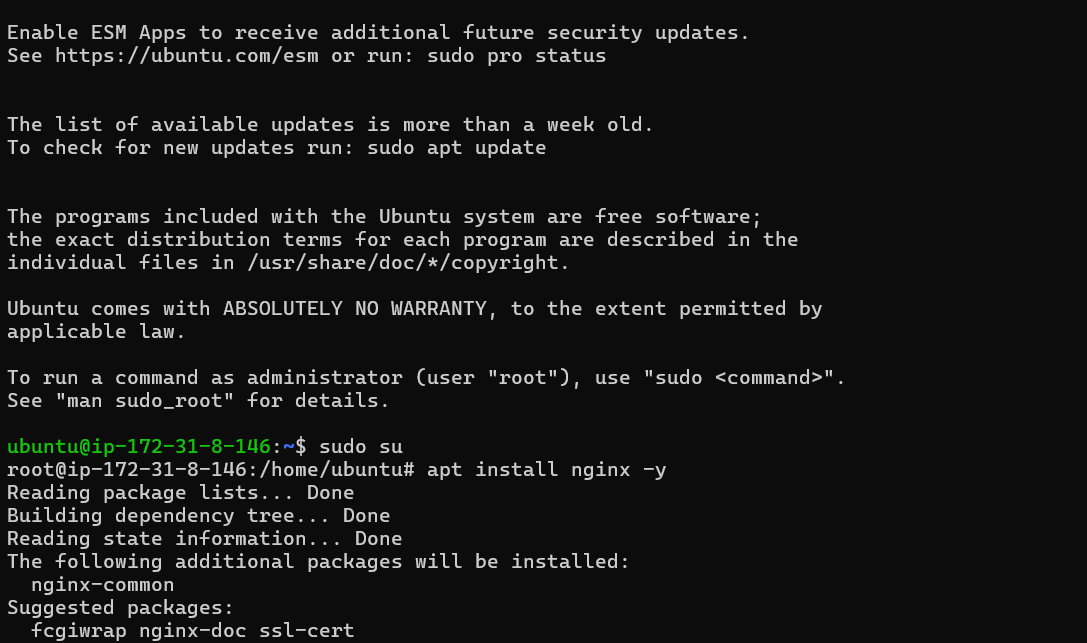 Enable ESM Apps to receive additional future security updates.
See https://ubuntu.com/esm or run: sudo pro status
The list of available updates is more than a week old.
To check for new updates run: sudo apt update
The programs included with the Ubuntu system are free software;
the exact distribution terms for each program are described in the
individual files in /usr/share/doc/*/copyright.
Ubuntu comes with ABSOLUTELY NO WARRANTY, to the extent permitted by
applicable law.
To run a command as administrator (user "root"), use "sudo <command>".
See "man sudo_root" for details.
ubuntu@ip-172-31-8-146:~$ sudo su
root@ip-172-31-8-146:/home/ubuntu# apt install nginx -y
Reading package lists... Done
Building dependency tree... Done
Reading state information... Done
The following additional packages will be installed:
  nginx-common
Suggested packages:
  fcgiwrap nginx-doc ssl-cert